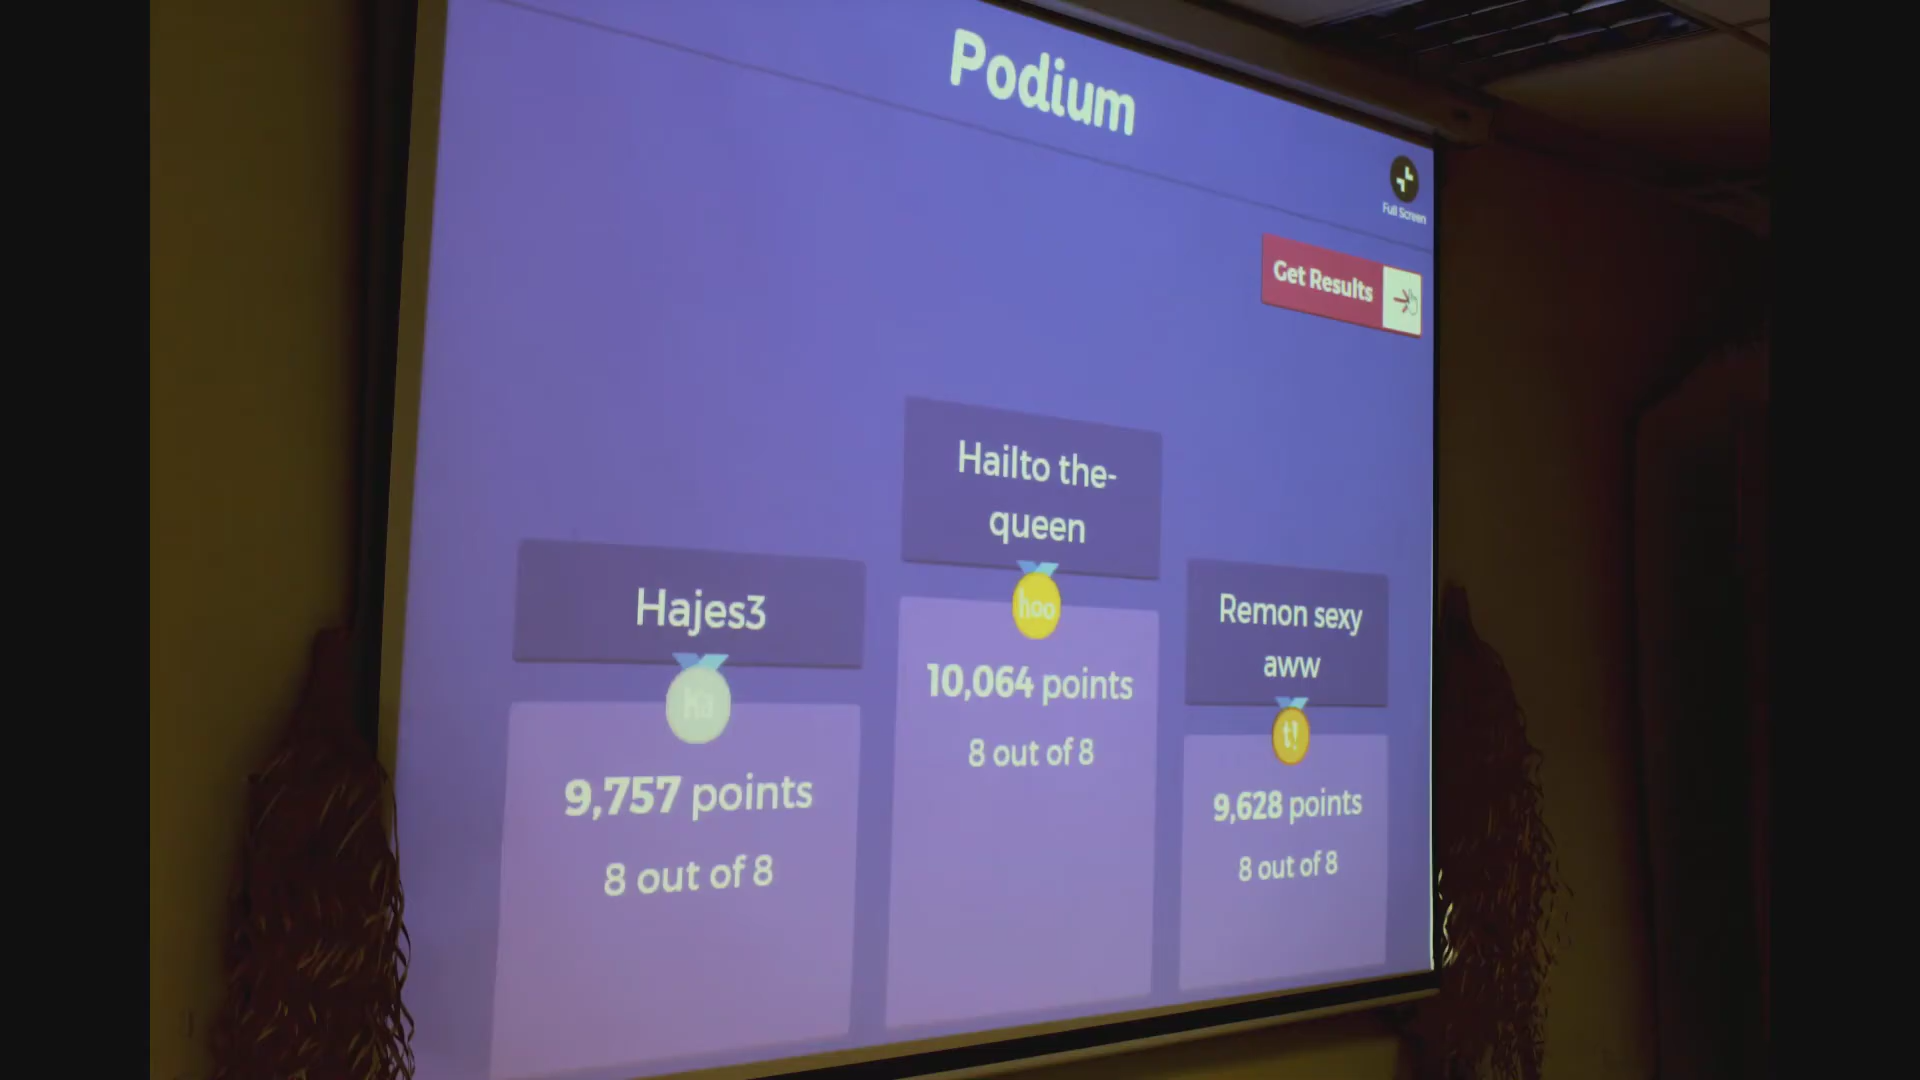 Podium
Full Screen
Get Results
Hailto the-
queen
hoo
10,064 points
8 out of 8
Hajes3
Ka
9,757 points
8 out of 8
Remon sexy
aww
t!
9,628 points
8 out of 8